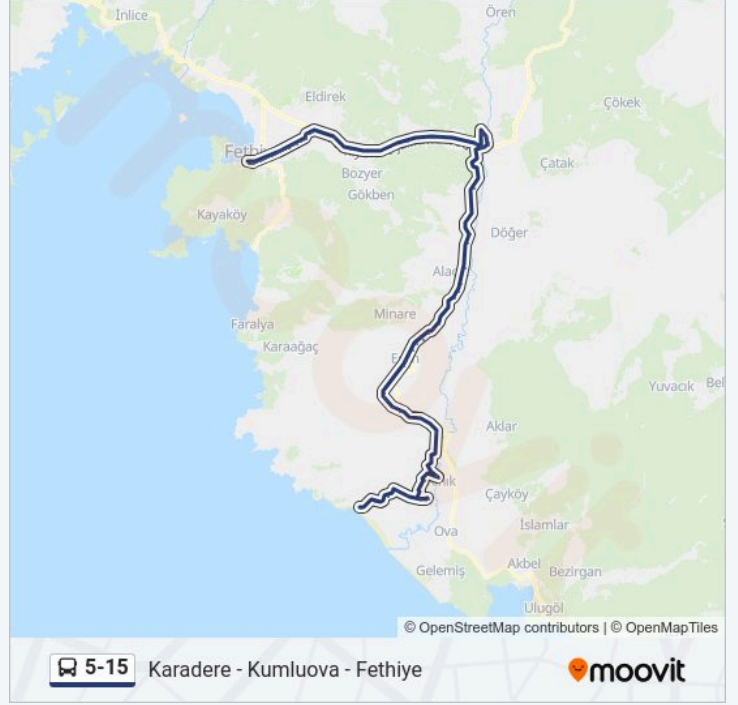 İnlice
Ören
Eldirek
Çökek
Bozyer
Çatak
Gökben
Kayaköy
Döğer
Minare
Faralya
Karaağaç
Yuvacık
Aklar
Çayköy
İslamlar
Ova
Akbel
Gelemiş
Bezirgan
Ulugöl
© OpenStreetMap contributors | © OpenMapTiles
5-15 Karadere - Kumluova - Fethiye
moovit